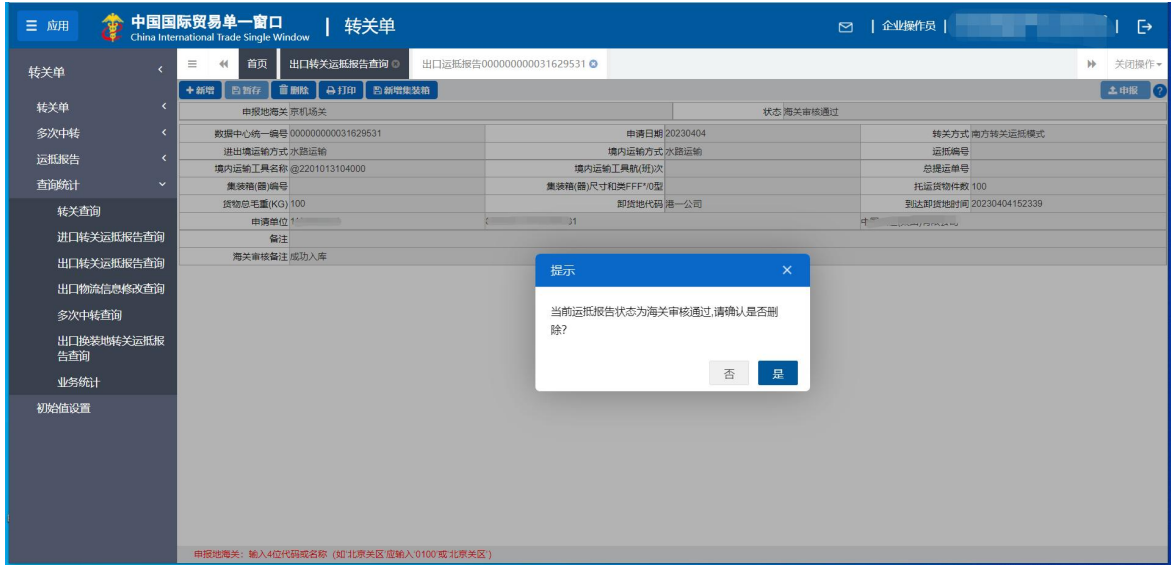 应用
中国国际贸易单一窗口 | 转关单
China International Trade Single Window
企业操作员
转关单
转关单
多次中转
运抵报告
查询统计
转关查询
进口转关运抵报告查询
出口转关运抵报告查询
出口物流信息修改查询
多次中转查询
出口换装地转关运抵报
告查询
业务统计
初始值设置
首页 出口转关运抵报告查询 出口运抵报告000000000031629531 关闭操作
新增 暂存 删除 打印 新增集装箱 申报
申报地海关 京机场关 状态 海关审核通过
数据中心统一编号 000000000031629531 申请日期 20230404 转关方式 南方转关运抵模式
进出境运输方式 水路运输 境内运输方式 水路运输 运抵编号
境内运输工具名称 @2201013104000 境内运输工具航(班)次 总提运单号
集装箱(器)编号 集装箱(器)尺寸和类FFF*/0型 托运货物件数 100
货物总毛重(KG) 100 卸货地代码 港一公司 到达卸货地时间 20230404152339
申请单位
备注
海关审核备注 成功入库
提示
当前运抵报告状态为海关审核通过,请确认是否删
除?
否 是
申报地海关：输入4位代码或名称（如'北京关区'应输入'0100'或'北京关区'）